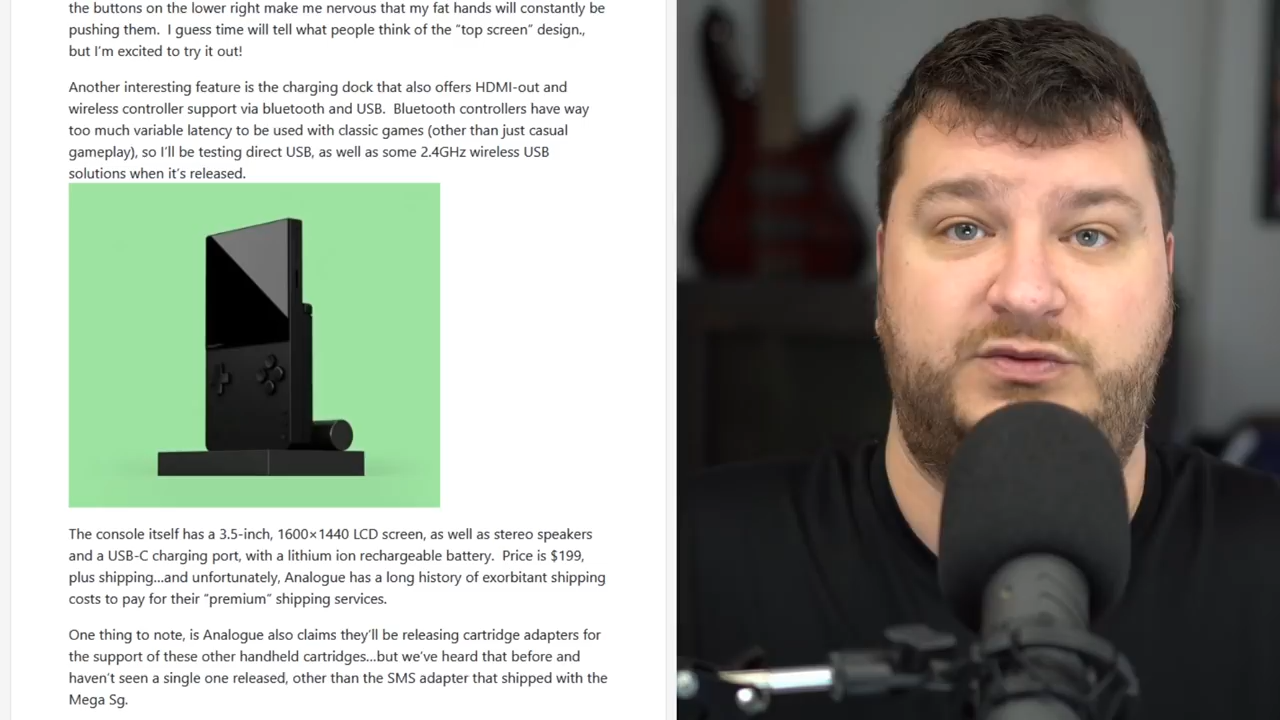 the buttons on the lower right make me nervous that my fat hands will constantly be
pushing them.  I guess time will tell what people think of the “top screen” design.,
but I’m excited to try it out!
Another interesting feature is the charging dock that also offers HDMI-out and
wireless controller support via bluetooth and USB.  Bluetooth controllers have way
too much variable latency to be used with classic games (other than just casual
gameplay), so I’ll be testing direct USB, as well as some 2.4GHz wireless USB
solutions when it’s released.
The console itself has a 3.5-inch, 1600×1440 LCD screen, as well as stereo speakers
and a USB-C charging port, with a lithium ion rechargeable battery.  Price is $199,
plus shipping…and unfortunately, Analogue has a long history of exorbitant shipping
costs to pay for their “premium” shipping services.
One thing to note, is Analogue also claims they’ll be releasing cartridge adapters for
the support of these other handheld cartridges…but we’ve heard that before and
haven’t seen a single one released, other than the SMS adapter that shipped with the
Mega Sg.